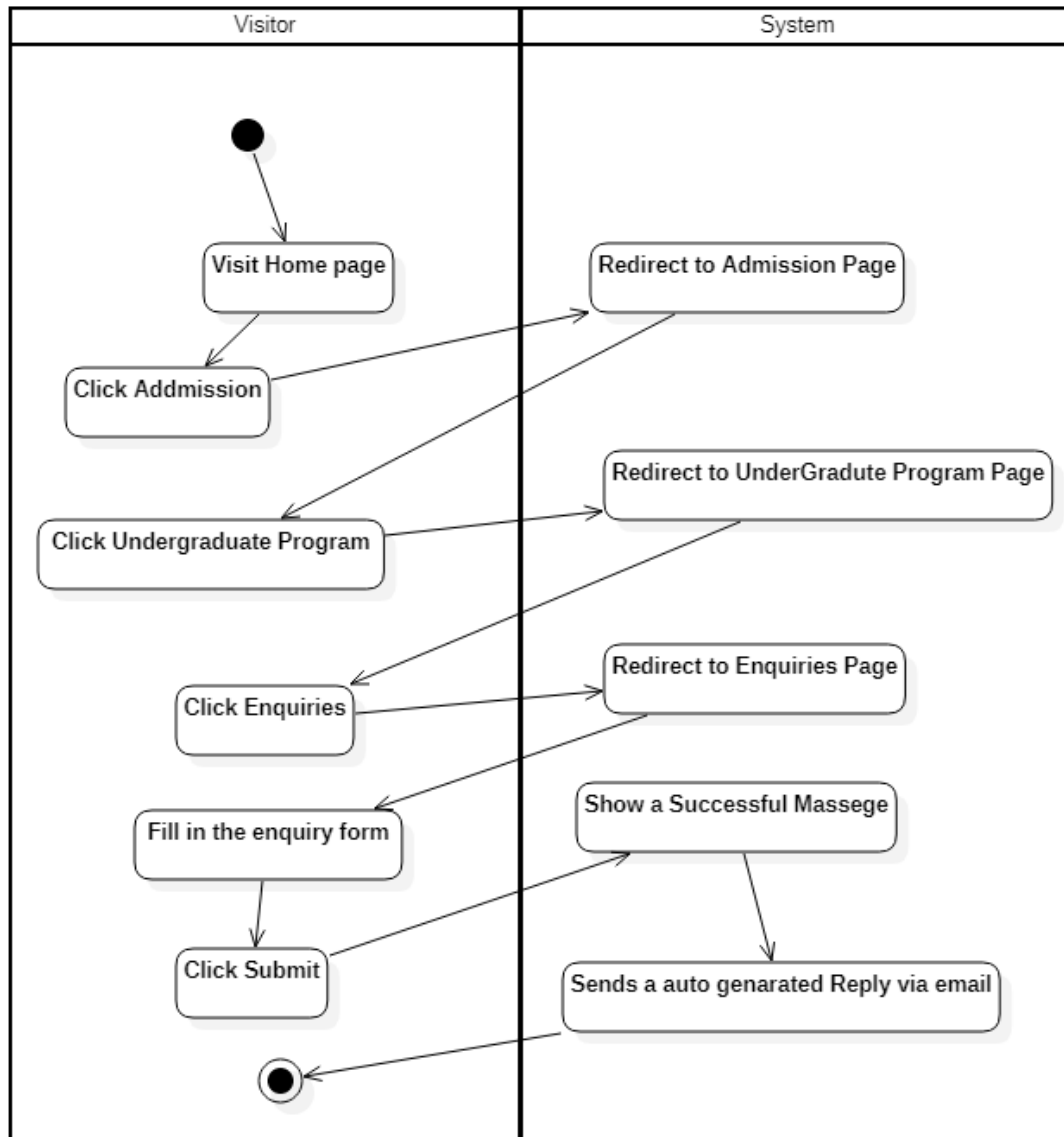 Visitor
System
Visit Home page
Redirect to Admission Page
Click Addmission
Redirect to UnderGradute Program Page
Click Undergraduate Program
Redirect to Enquiries Page
Click Enquiries
Show a Successful Massege
Fill in the enquiry form
Click Submit
Sends a auto genarated Reply via email